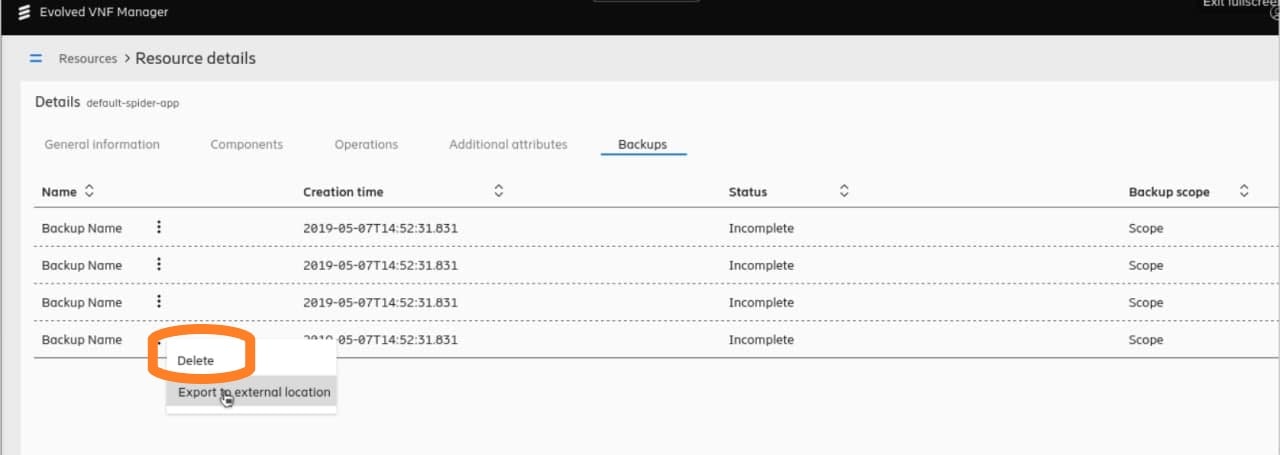 Exit fullscree
Evolved VNF Manager
Resources > Resource details
Details default-spider-app
General information Components Operations Additional attributes Backups
Name Creation time Status Backup scope
Backup Name 2019-05-07T14:52:31.831 Incomplete Scope
Backup Name 2019-05-07T14:52:31.831 Incomplete Scope
Backup Name 2019-05-07T14:52:31.831 Incomplete Scope
Backup Name 2019-05-07T14:52:31.831 Incomplete Scope
Delete
Export to external location